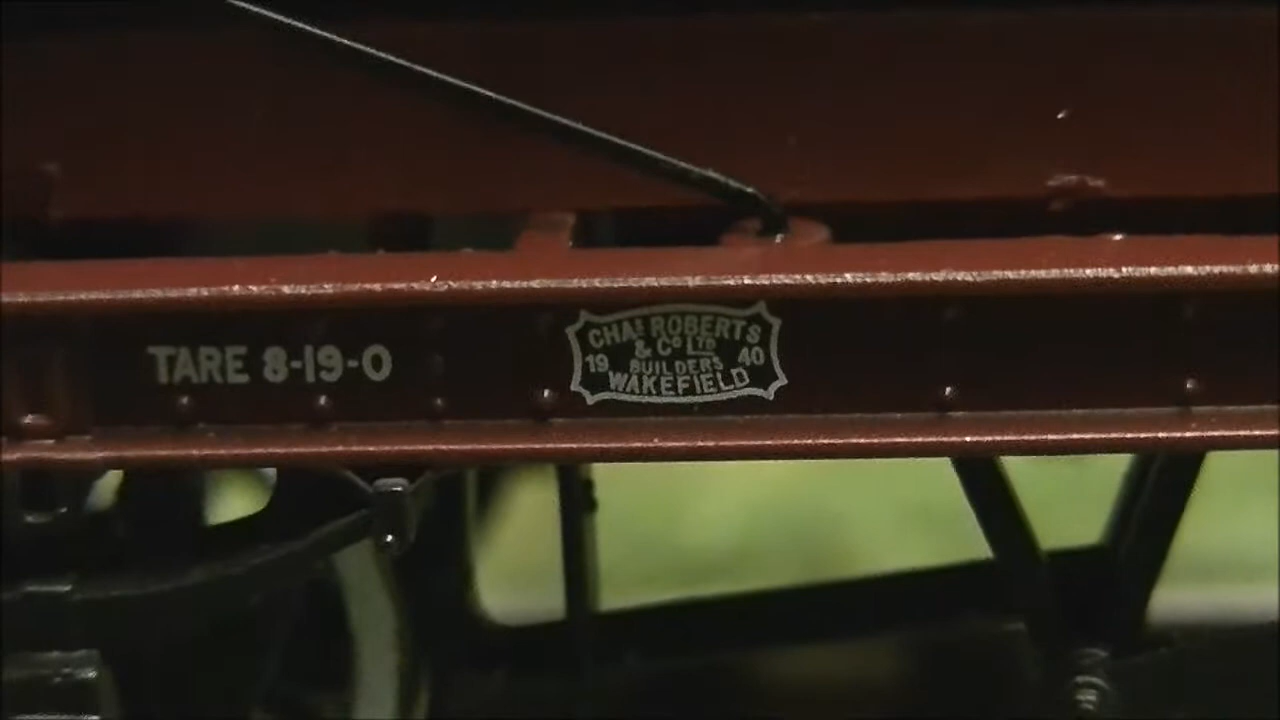 TARE 8-19-0
CHAS ROBERTS
& Co LTD
19 BUILDERS 40
WAKEFIELD